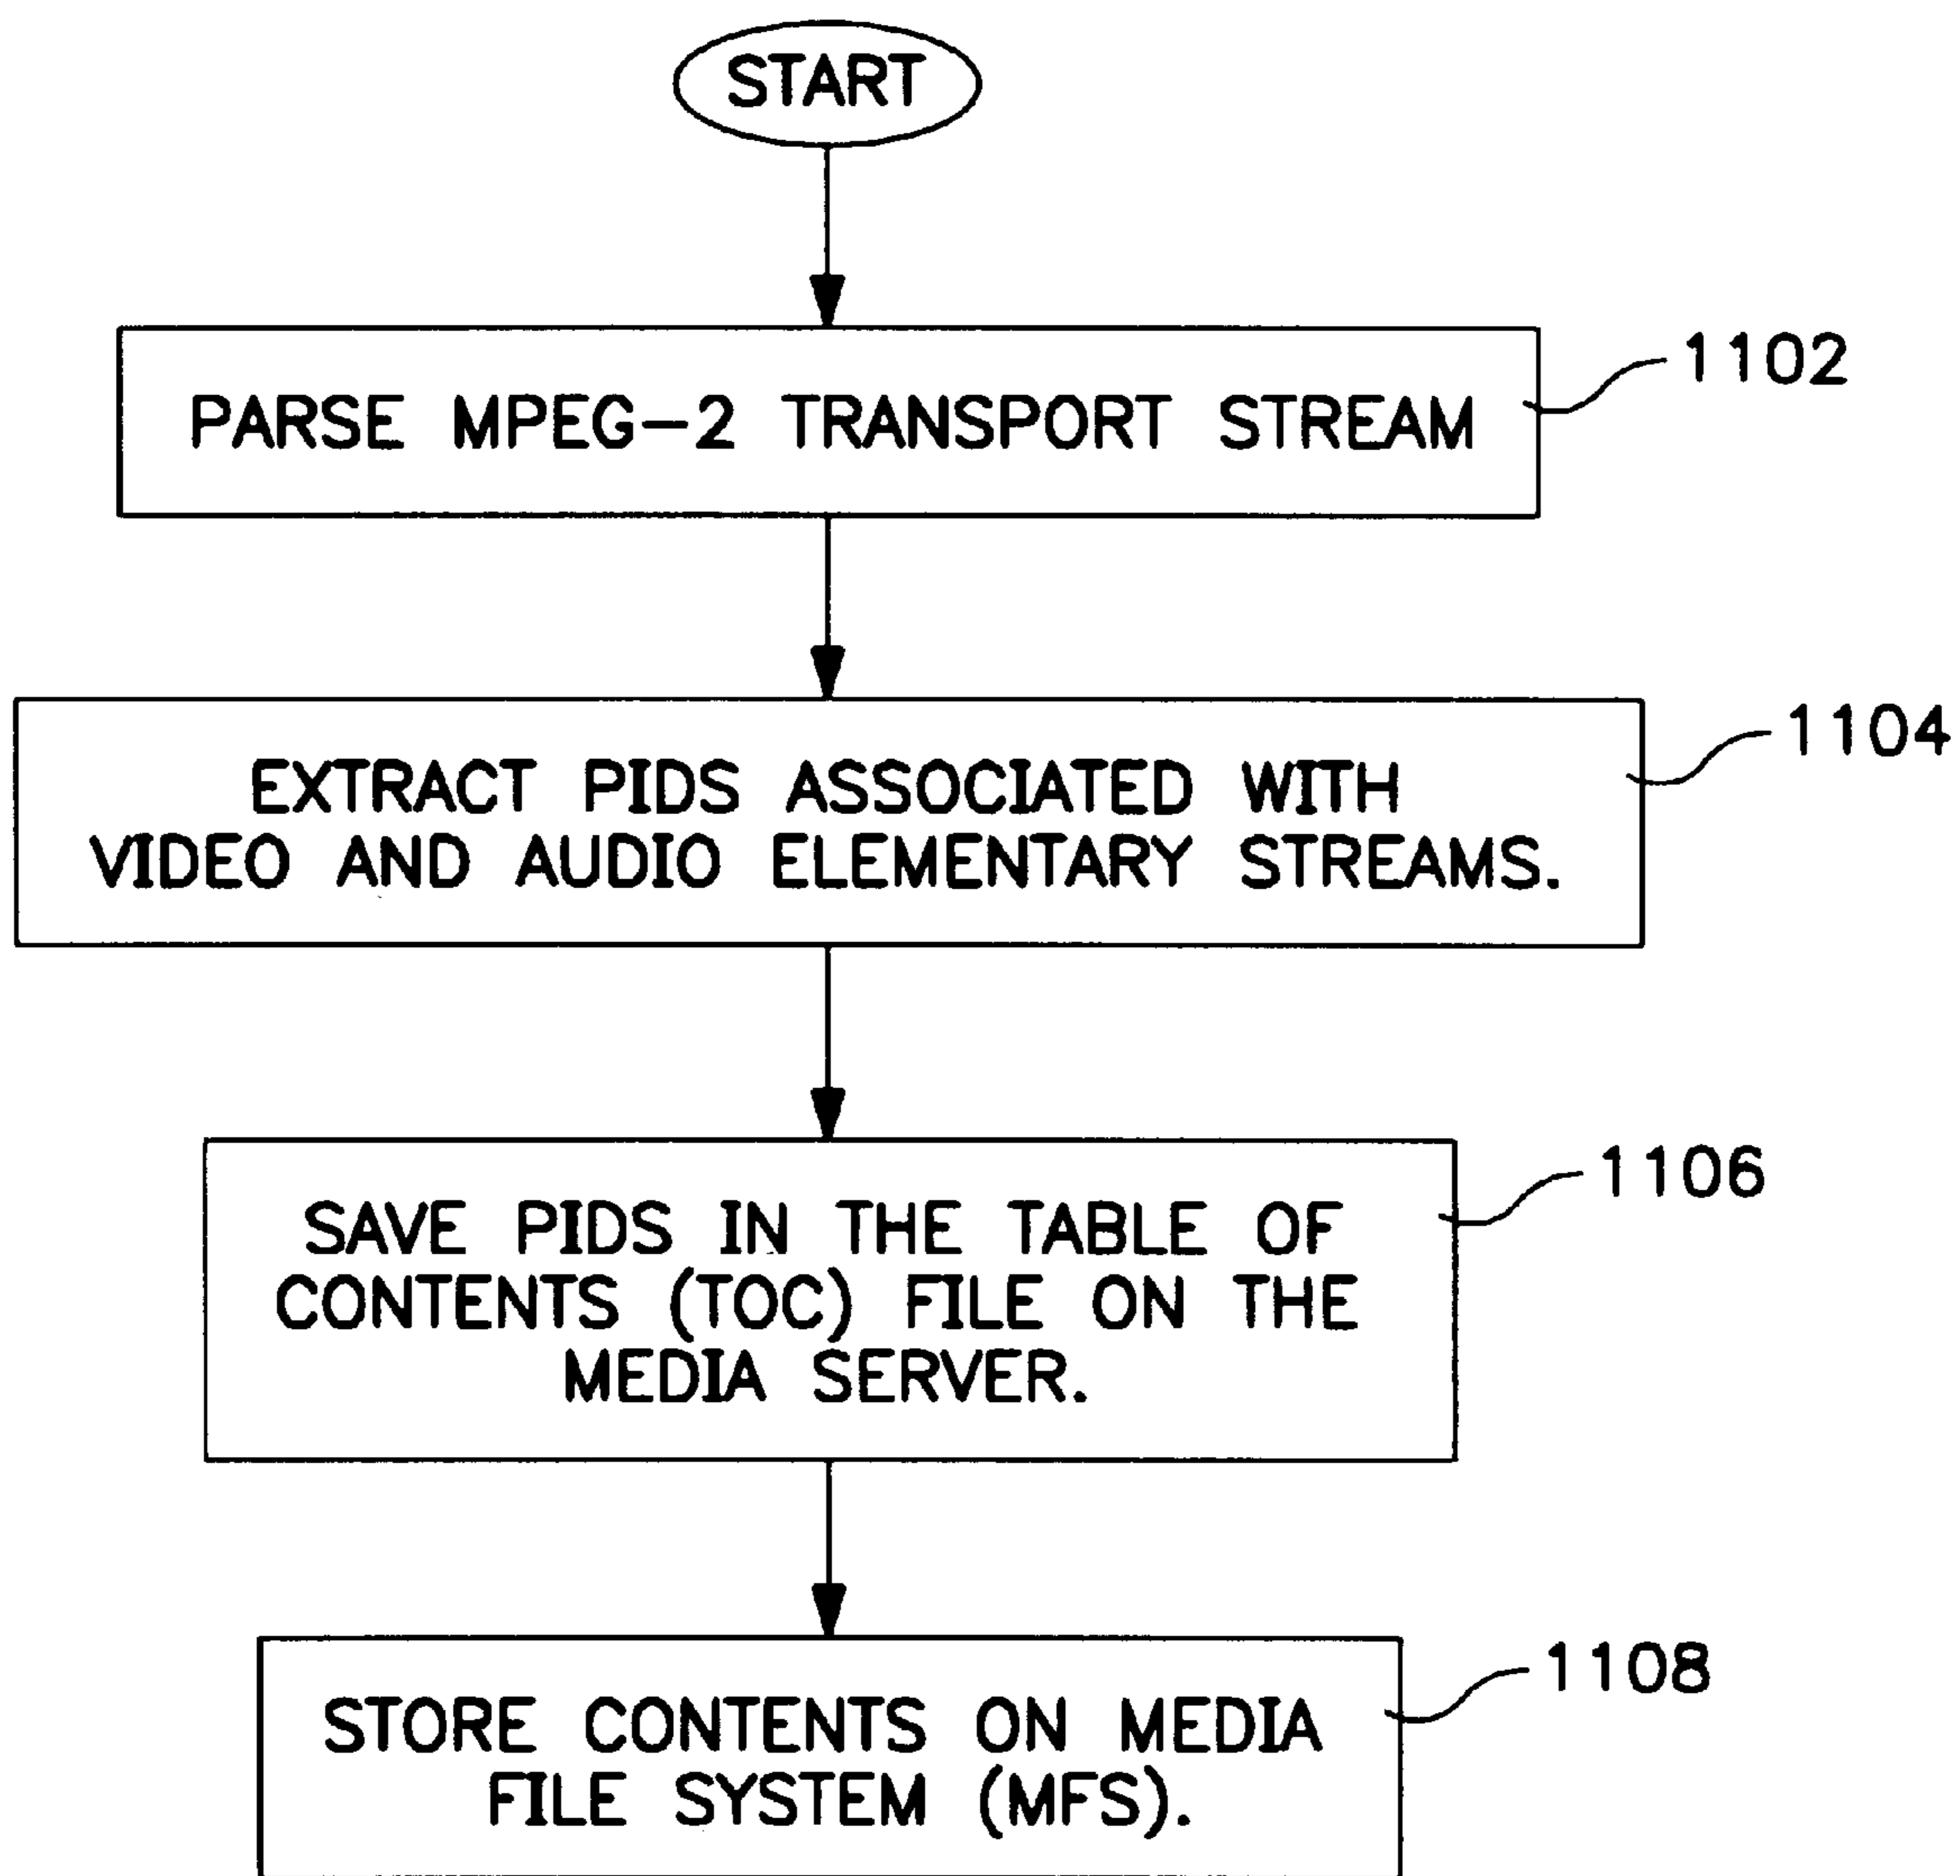 START
PARSE MPEG-2 TRANSPORT STREAM
1102
EXTRACT PIDS ASSOCIATED WITH
VIDEO AND AUDIO ELEMENTARY STREAMS.
1104
SAVE PIDS IN THE TABLE OF
CONTENTS (TOC) FILE ON THE
MEDIA SERVER.
1106
STORE CONTENTS ON MEDIA
FILE SYSTEM (MFS).
1108